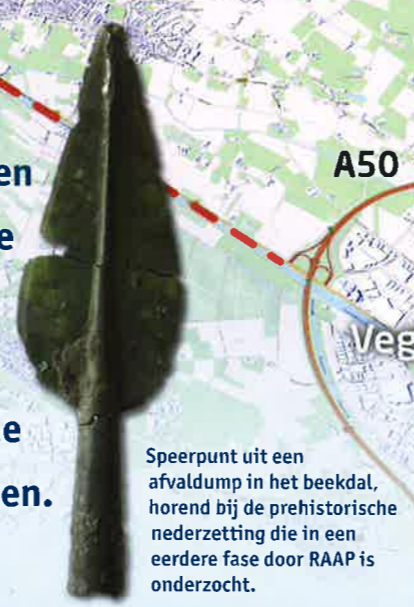 en
e
A50
Veg
e
en.
Speerpunt uit een
afvaldump in het beekdal,
horend bij de prehistorische
nederzetting die in een
eerdere fase door RAAP is
onderzocht.